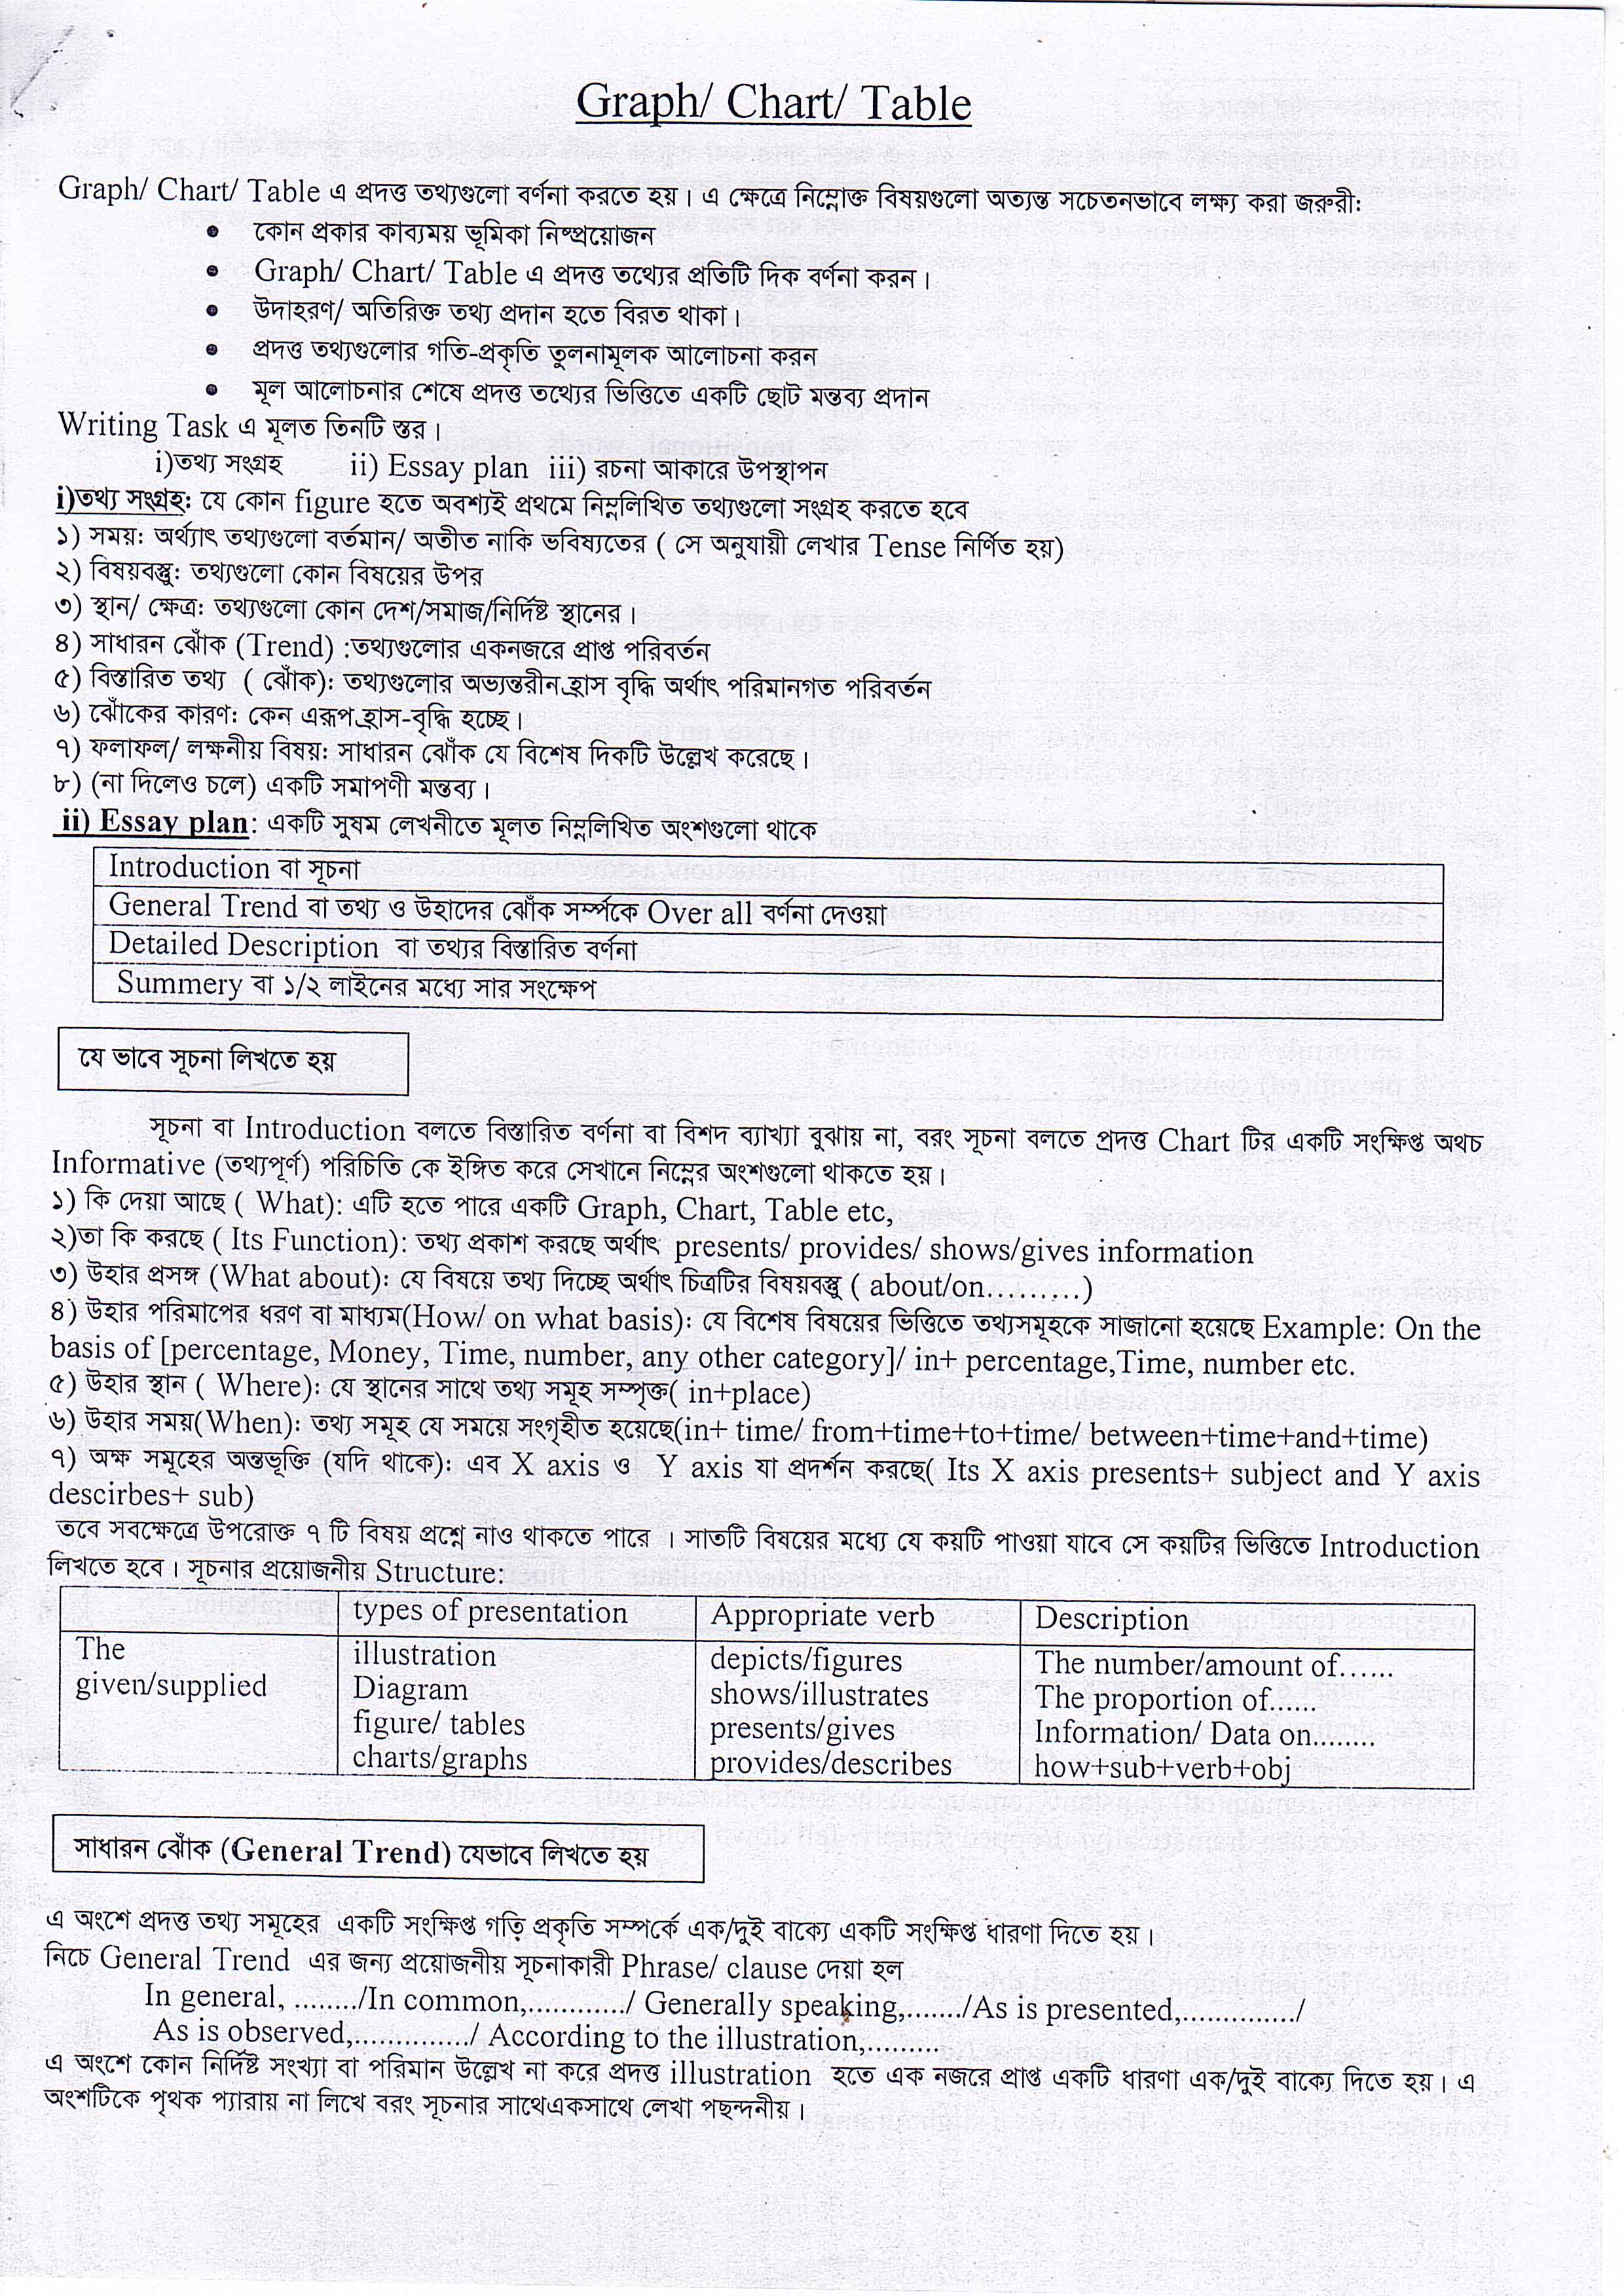 Graph/ Chart/ Table
Graph/ Chart/ Table এ প্রদত্ত তথ্যগুলো বর্ণনা করতে হয়। এ ক্ষেত্রে নিম্নোক্ত বিষয়গুলো অত্যন্ত সচেতনভাবে লক্ষ্য করা জরুরী:
• কোন প্রকার কাব্যময় ভূমিকা নিষ্প্রয়োজন
• Graph/ Chart/ Table এ প্রদত্ত তথ্যের প্রতিটি দিক বর্ণনা করন।
• উদাহরণ/ অতিরিক্ত তথ্য প্রদান হতে বিরত থাকা।
• প্রদত্ত তথ্যগুলোর গতি-প্রকৃতি তুলনামূলক আলোচনা করন
• মূল আলোচনার শেষে প্রদত্ত তথ্যের ভিত্তিতে একটি ছোট মন্তব্য প্রদান
Writing Task এ মূলত তিনটি স্তর।
i)তথ্য সংগ্রহ ii) Essay plan iii) রচনা আকারে উপস্থাপন
i)তথ্য সংগ্রহ: যে কোন figure হতে অবশ্যই প্রথমে নিম্নলিখিত তথ্যগুলো সংগ্রহ করতে হবে
১) সময়: অর্থ্যাৎ তথ্যগুলো বর্তমান/ অতীত নাকি ভবিষ্যতের ( সে অনুযায়ী লেখার Tense নির্ণিত হয়)
২) বিষয়বস্তু: তথ্যগুলো কোন বিষয়ের উপর
৩) স্থান/ ক্ষেত্র: তথ্যগুলো কোন দেশ/সমাজ/নির্দিষ্ট স্থানের।
৪) সাধারন ঝোঁক (Trend) :তথ্যগুলোর একনজরে প্রাপ্ত পরিবর্তন
৫) বিস্তারিত তথ্য ( ঝোঁক): তথ্যগুলোর অভ্যন্তরীন হ্রাস বৃদ্ধি অর্থাৎ পরিমানগত পরিবর্তন
৬) ঝোঁকের কারণ: কেন এরূপ হ্রাস-বৃদ্ধি হচ্ছে।
৭) ফলাফল/ লক্ষনীয় বিষয়: সাধারন ঝোঁক যে বিশেষ দিকটি উল্লেখ করেছে।
৮) (না দিলেও চলে) একটি সমাপণী মন্তব্য।
ii) Essay plan: একটি সুষম লেখনীতে মূলত নিম্নলিখিত অংশগুলো থাকে
Introduction বা সূচনা
General Trend বা তথ্য ও উহাদের ঝোঁক সর্ম্পকে Over all বর্ণনা দেওয়া
Detailed Description বা তথ্যর বিস্তারিত বর্ণনা
Summery বা ১/২ লাইনের মধ্যে সার সংক্ষেপ
যে ভাবে সূচনা লিখতে হয়
সূচনা বা Introduction বলতে বিস্তারিত বর্ণনা বা বিশদ ব্যাখ্যা বুঝায় না, বরং সূচনা বলতে প্রদত্ত Chart টির একটি সংক্ষিপ্ত অথচ
Informative (তথ্যপূর্ণ) পরিচিতি কে ইঙ্গিত করে সেখানে নিম্নের অংশগুলো থাকতে হয়।
১) কি দেয়া আছে ( What): এটি হতে পারে একটি Graph, Chart, Table etc,
২)তা কি করছে ( Its Function): তথ্য প্রকাশ করছে অর্থাৎ presents/ provides/ shows/gives information
৩) উহার প্রসঙ্গ (What about): যে বিষয়ে তথ্য দিচ্ছে অর্থাৎ চিত্রটির বিষয়বস্তু ( about/on.........)
৪) উহার পরিমাপের ধরণ বা মাধ্যম(How/ on what basis): যে বিশেষ বিষয়ের ভিত্তিতে তথ্যসমূহকে সাজানো হয়েছে Example: On the
basis of [percentage, Money, Time, number, any other category]/ in+ percentage,Time, number etc.
৫) উহার স্থান ( Where): যে স্থানের সাথে তথ্য সমূহ সম্পৃক্ত( in+place)
৬) উহার সময়(When): তথ্য সমূহ যে সময়ে সংগৃহীত হয়েছে(in+ time/ from+time+to+time/ between+time+and+time)
৭) অক্ষ সমূহের অন্তভূক্তি (যদি থাকে): এব X axis ও Y axis যা প্রদর্শন করছে( Its X axis presents+ subject and Y axis
descirbes+ sub)
তবে সবক্ষেত্রে উপরোক্ত ৭ টি বিষয় প্রশ্নে নাও থাকতে পারে । সাতটি বিষয়ের মধ্যে যে কয়টি পাওয়া যাবে সে কয়টির ভিত্তিতে Introduction
লিখতে হবে। সূচনার প্রয়োজনীয় Structure:
types of presentation Appropriate verb Description
The illustration depicts/figures The number/amount of......
given/supplied Diagram shows/illustrates The proportion of......
figure/ tables presents/gives Information/ Data on........
charts/graphs provides/describes how+sub+verb+obj
সাধারন ঝোঁক (General Trend) যেভাবে লিখতে হয়
এ অংশে প্রদত্ত তথ্য সমূহের একটি সংক্ষিপ্ত গতি প্রকৃতি সম্পর্কে এক/দুই বাক্যে একটি সংক্ষিপ্ত ধারণা দিতে হয়।
নিচে General Trend এর জন্য প্রয়োজনীয় সূচনাকারী Phrase/ clause দেয়া হল
In general, ......../In common,............/ Generally speaking,......./As is presented,............../
As is observed,............../ According to the illustration,.........
এ অংশে কোন নির্দিষ্ট সংখ্যা বা পরিমান উল্লেখ না করে প্রদত্ত illustration হতে এক নজরে প্রাপ্ত একটি ধারণা এক/দুই বাক্যে দিতে হয়। এ
অংশটিকে পৃথক প্যারায় না লিখে বরং সূচনার সাথেএকসাথে লেখা পছন্দনীয়।